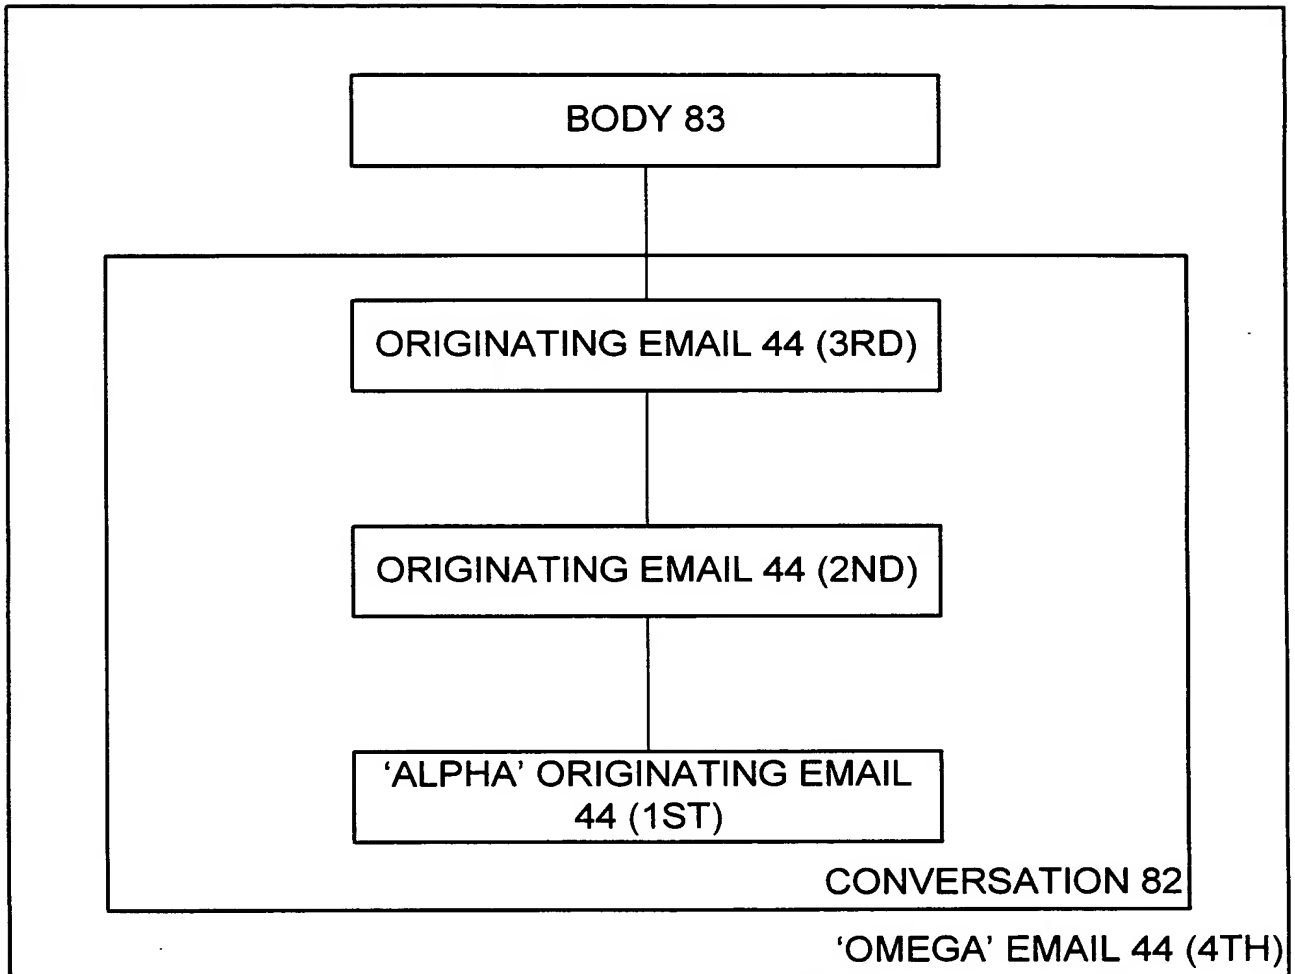 BODY 83
ORIGINATING EMAIL 44 (3RD)
ORIGINATING EMAIL 44 (2ND)
‘ALPHA’ ORIGINATING EMAIL
44 (1ST)
CONVERSATION 82
‘OMEGA’ EMAIL 44 (4TH)